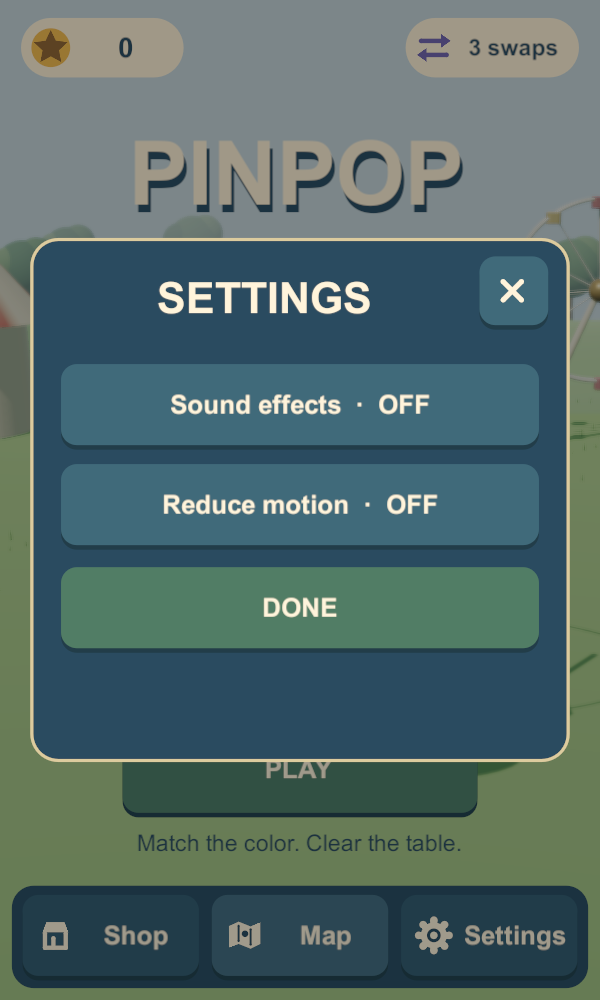 0
3 swaps
PINPOP
SETTINGS
Sound effects · OFF
Reduce motion · OFF
DONE
PLAY
Match the color. Clear the table.
Shop
Map
Settings